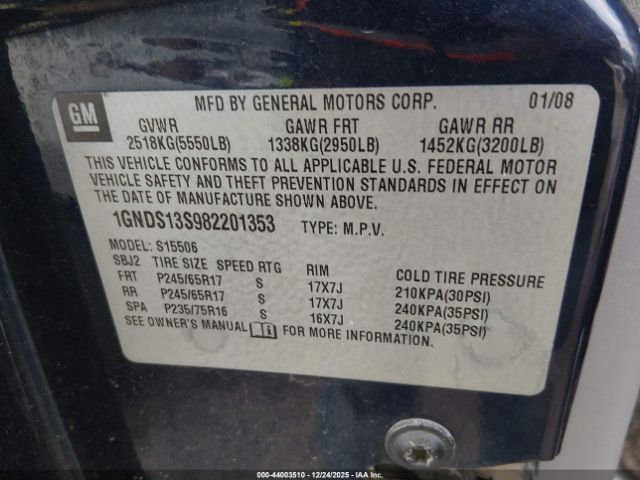 GM
MFD BY GENERAL MOTORS CORP. 01/08
GVWR GAWR FRT GAWR RR
2518KG(5550LB) 1338KG(2950LB) 1452KG(3200LB)
THIS VEHICLE CONFORMS TO ALL APPLICABLE U.S. FEDERAL MOTOR
VEHICLE SAFETY AND THEFT PREVENTION STANDARDS IN EFFECT ON
THE DATE OF MANUFACTURE SHOWN ABOVE.
1GNDS13S982201353 TYPE: M.P.V.
MODEL: S15506
SBJ2 TIRE SIZE SPEED RTG RIM COLD TIRE PRESSURE
FRT P245/65R17 S 17X7J 210KPA(30PSI)
RR P245/65R17 S 17X7J 240KPA(35PSI)
SPA P235/75R16 S 16X7J 240KPA(35PSI)
SEE OWNER'S MANUAL FOR MORE INFORMATION.
000-44003510 - 12/24/2025 - IAAI.COM